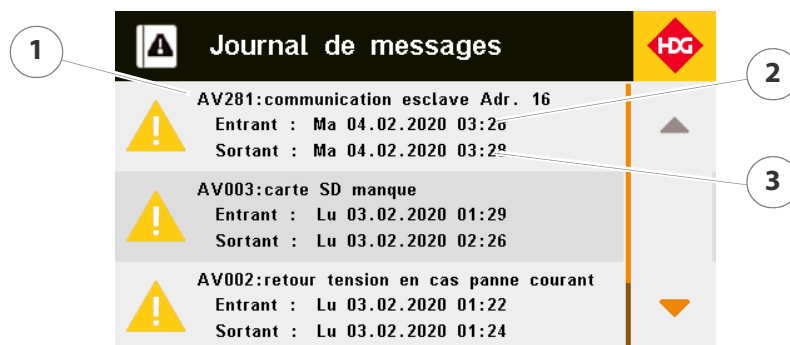 Journal de messages
HDG
1
AV281:communication esclave Adr. 16
Entrant : Ma 04.02.2020 03:26
2
Sortant : Ma 04.02.2020 03:28
3
AV003:carte SD manque
Entrant : Lu 03.02.2020 01:29
Sortant : Lu 03.02.2020 02:26
AV002:retour tension en cas panne courant
Entrant : Lu 03.02.2020 01:22
Sortant : Lu 03.02.2020 01:24